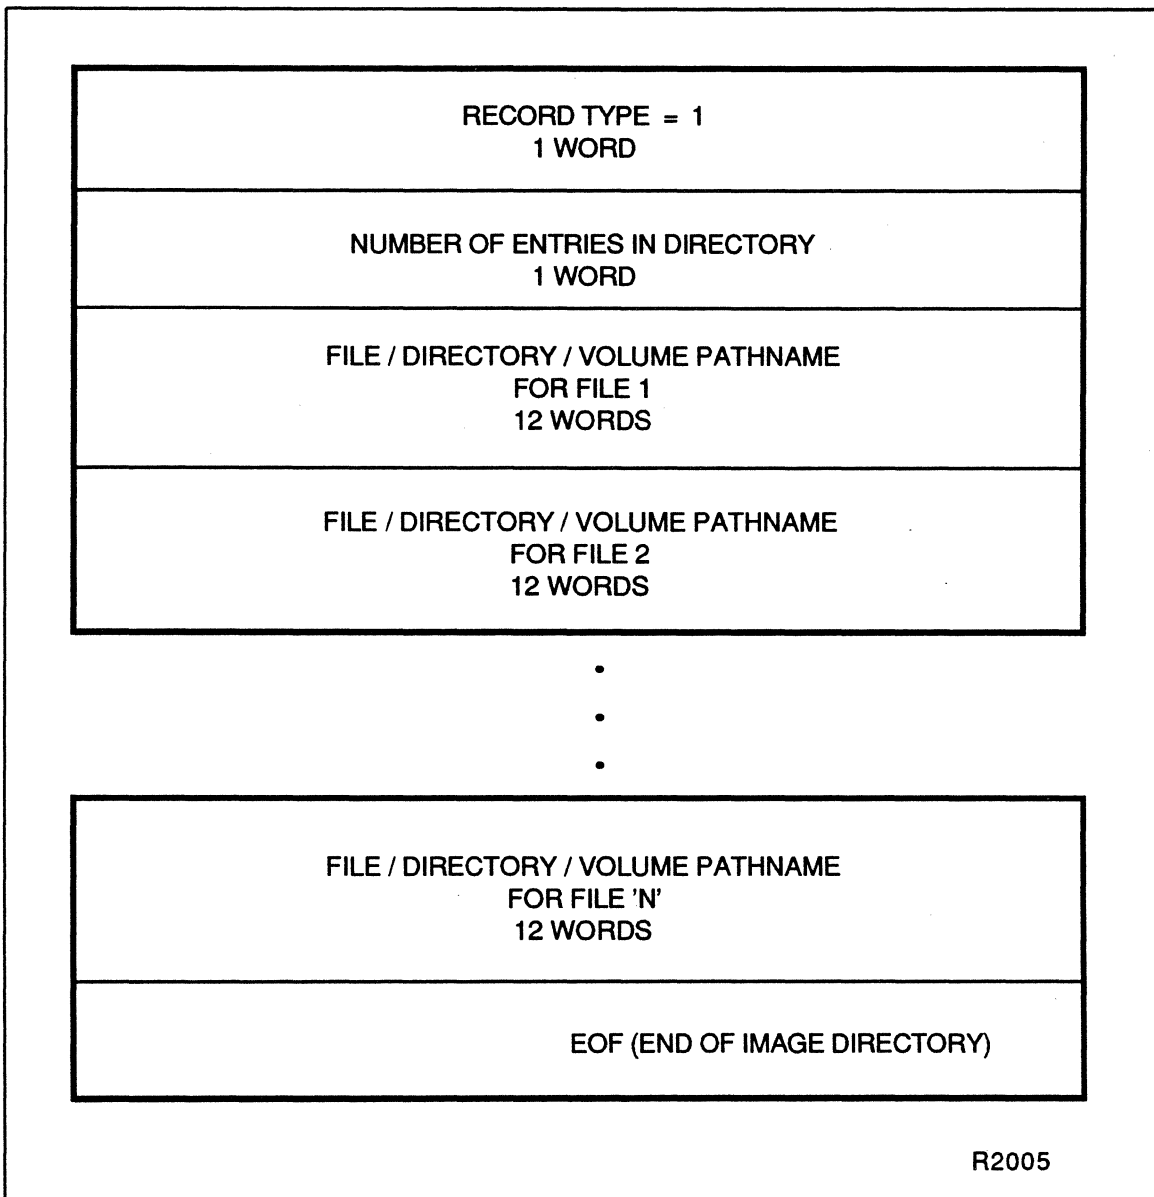 RECORD TYPE = 1
1 WORD
NUMBER OF ENTRIES IN DIRECTORY
1 WORD
FILE / DIRECTORY / VOLUME PATHNAME
FOR FILE 1
12 WORDS
FILE / DIRECTORY / VOLUME PATHNAME
FOR FILE 2
12 WORDS
FILE / DIRECTORY / VOLUME PATHNAME
FOR FILE 'N'
12 WORDS
EOF (END OF IMAGE DIRECTORY)
R2005